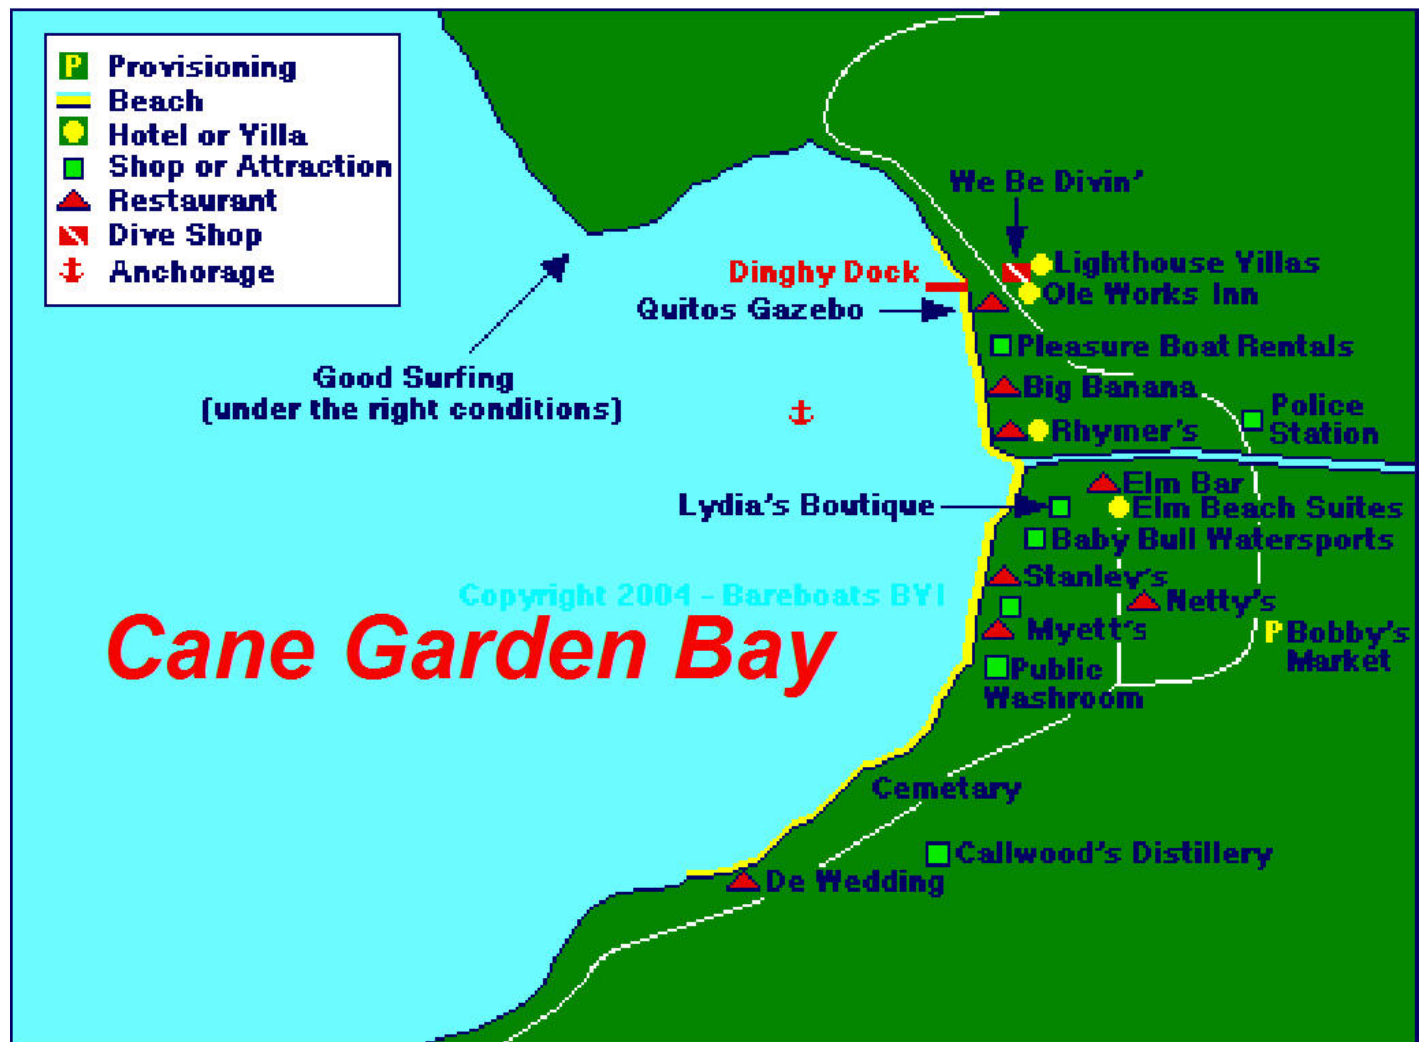 P Provisioning
Beach
Hotel or Villa
Shop or Attraction
Restaurant
Dive Shop
Anchorage
We Be Divin'
Lighthouse Villas
Dinghy Dock
Ole Works Inn
Quitos Gazebo
Pleasure Boat Rentals
Good Surfing
(under the right conditions)
Big Banana
Police
Station
Rhymer's
Elm Bar
Lydia's Boutique
Elm Beach Suites
Baby Bull Watersports
Stanley's
Copyright 2004 - Bareboats BVI
Netty's
Cane Garden Bay
Myett's
P Bobby's
Market
Public
Washroom
Cemetary
Callwood's Distillery
De Wedding